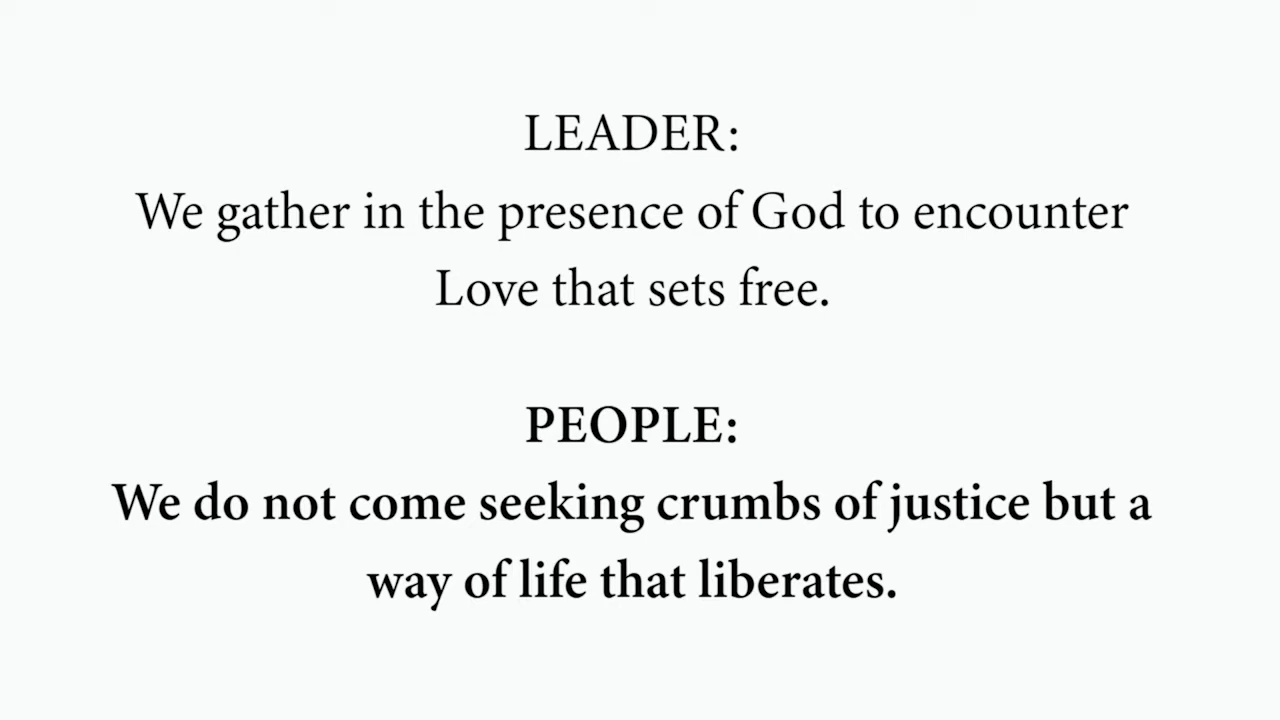 LEADER:
We gather in the presence of God to encounter
Love that sets free.
PEOPLE:
We do not come seeking crumbs of justice but a
way of life that liberates.